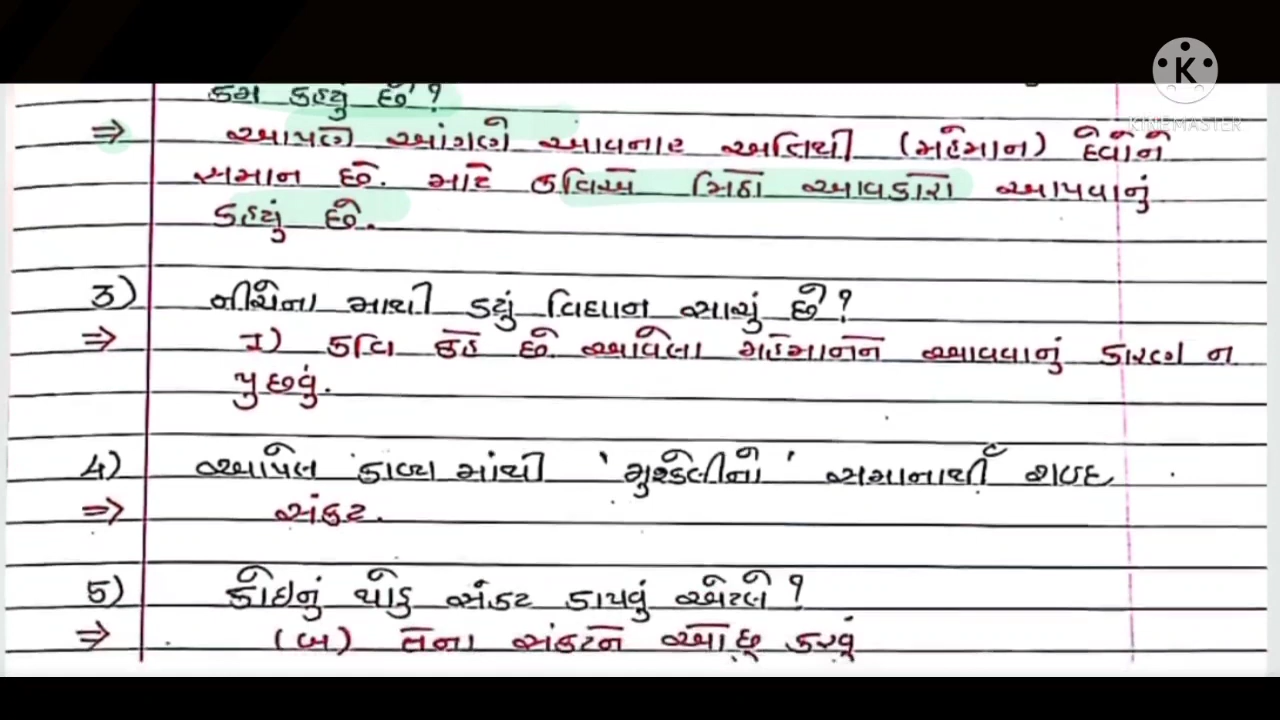 KINEMASTER
કેમ કહ્યું છે?
⇒ આપણે આંગણે આવનાર અતિથી (મહેમાન) દેવોને
સમાન છે. માટે કવિએ મિઠા આવકારો આપવાનું
કહ્યું છે.
3) નીચેના માથી કયું વિધાન સાચું છે?
⇒ ૧) કવિ કહે છે આવેલા મહેમાનને આવવાનું કારણ ન
પુછવું.
4) આપેલ કાવ્ય માંથી 'મુશ્કેલીનો' સમાનાર્થી શબ્દ
⇒ સંકટ.
5) કોઇનું થોડુ સંકટ કાપવું એટલે?
⇒ (બ) તેના સંકટને ઓછુ કરવું